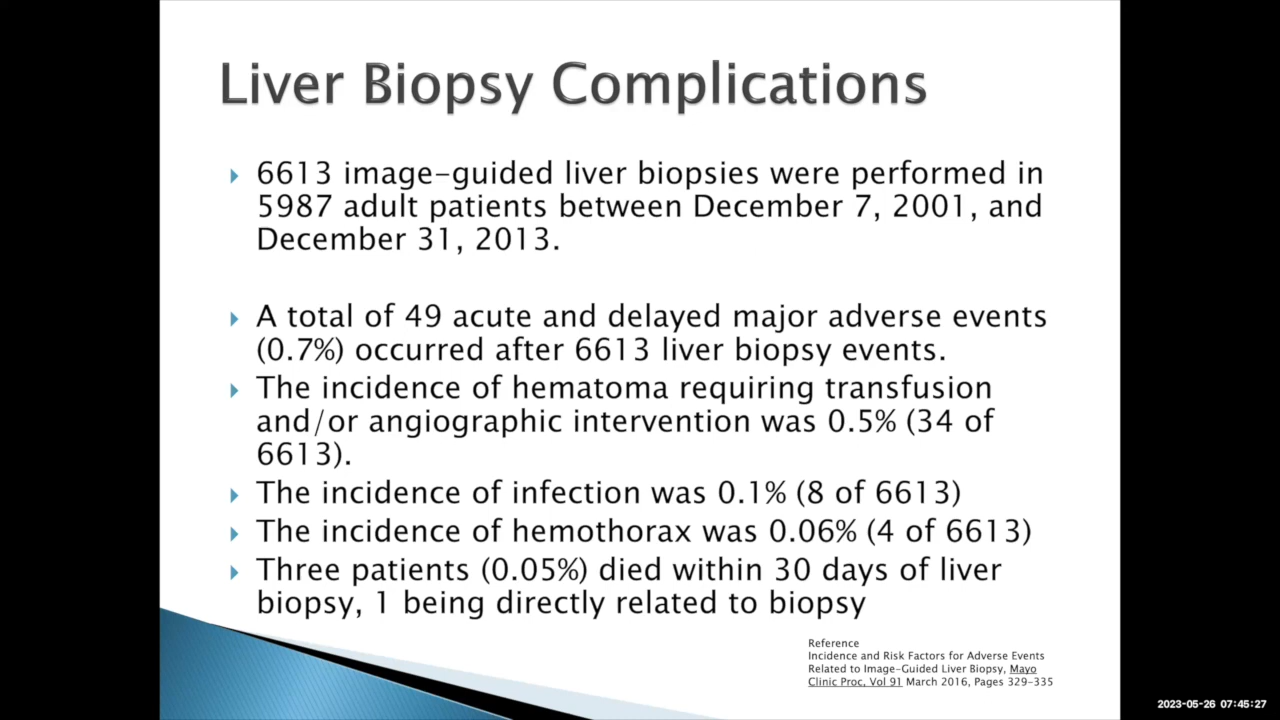 Liver Biopsy Complications
6613 image-guided liver biopsies were performed in
5987 adult patients between December 7, 2001, and
December 31, 2013.
A total of 49 acute and delayed major adverse events
(0.7%) occurred after 6613 liver biopsy events.
The incidence of hematoma requiring transfusion
and/or angiographic intervention was 0.5% (34 of
6613).
The incidence of infection was 0.1% (8 of 6613)
The incidence of hemothorax was 0.06% (4 of 6613)
Three patients (0.05%) died within 30 days of liver
biopsy, 1 being directly related to biopsy
Reference
Incidence and Risk Factors for Adverse Events
Related to Image-Guided Liver Biopsy, Mayo
Clinic Proc, Vol 91 March 2016, Pages 329-335
2023-05-26 07:45:27